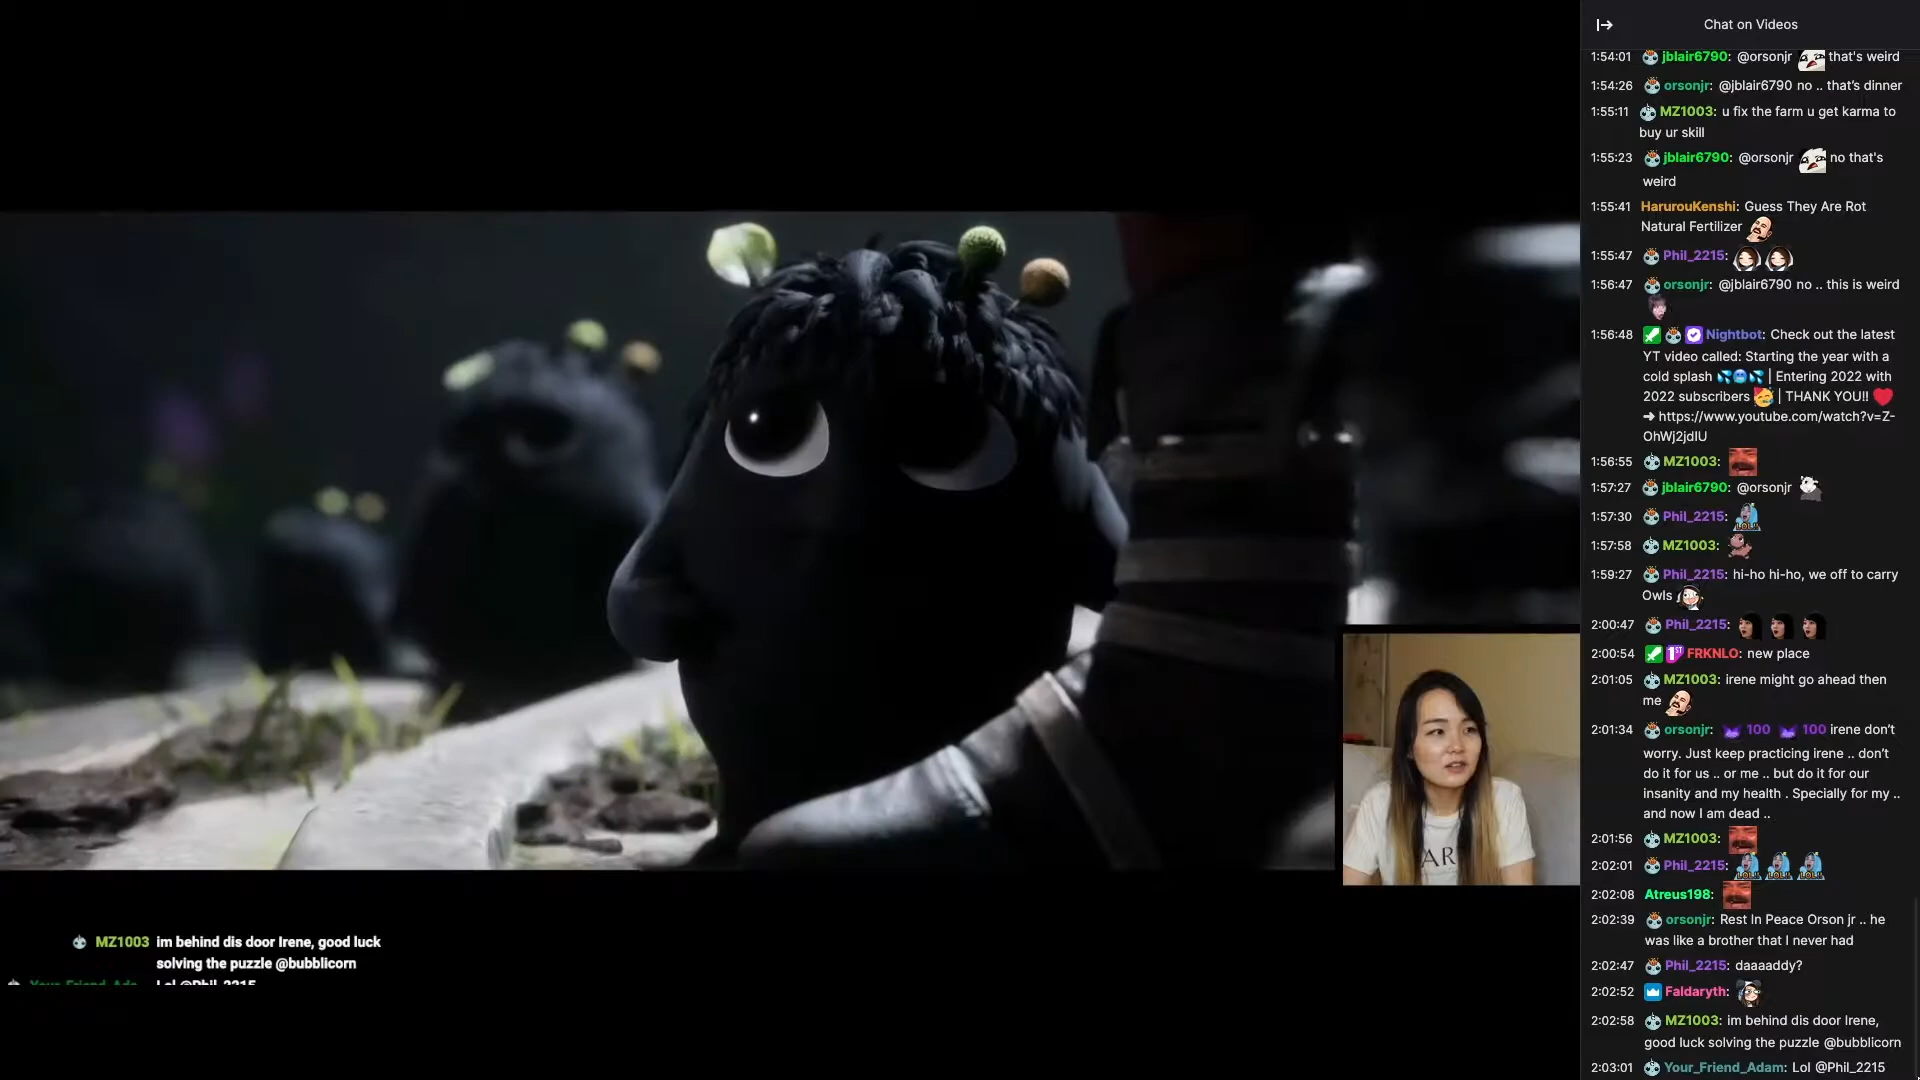 MZ1003 im behind dis door Irene, good luck
solving the puzzle @bubblicorn
ARI
Chat on Videos
1:54:01 jblair6790: @orsonjr that's weird
1:54:26 orsonjr: @jblair6790 no .. that's dinner
1:55:11 MZ1003: u fix the farm u get karma to
buy ur skill
1:55:23 jblair6790: @orsonjr no that's
weird
1:55:41 HarurouKenshi: Guess They Are Rot
Natural Fertilizer
1:55:47 Phil_2215:
1:56:47 orsonjr: @jblair6790 no .. this is weird
1:56:48 Nightbot: Check out the latest
YT video called: Starting the year with a
cold splash 💦🥶💦 | Entering 2022 with
2022 subscribers 🥳 | THANK YOU!! ❤️
➜ https://www.youtube.com/watch?v=Z-
OhWj2jdIU
1:56:55 MZ1003:
1:57:27 jblair6790: @orsonjr
1:57:30 Phil_2215:
1:57:58 MZ1003:
1:59:27 Phil_2215: hi-ho hi-ho, we off to carry
Owls
2:00:47 Phil_2215:
2:00:54 1ST FRKNLO: new place
2:01:05 MZ1003: irene might go ahead then
me
2:01:34 orsonjr: 100 100 irene don't
worry. Just keep practicing irene .. don't
do it for us .. or me .. but do it for our
insanity and my health . Specially for my ..
and now I am dead ..
2:01:56 MZ1003:
2:02:01 Phil_2215: LOL!! LOL!! LOL!!
2:02:08 Atreus198:
2:02:39 orsonjr: Rest In Peace Orson jr .. he
was like a brother that I never had
2:02:47 Phil_2215: daaaaddy?
2:02:52 Faldaryth:
2:02:58 MZ1003: im behind dis door Irene,
good luck solving the puzzle @bubblicorn
2:03:01 Your_Friend_Adam: Lol @Phil_2215